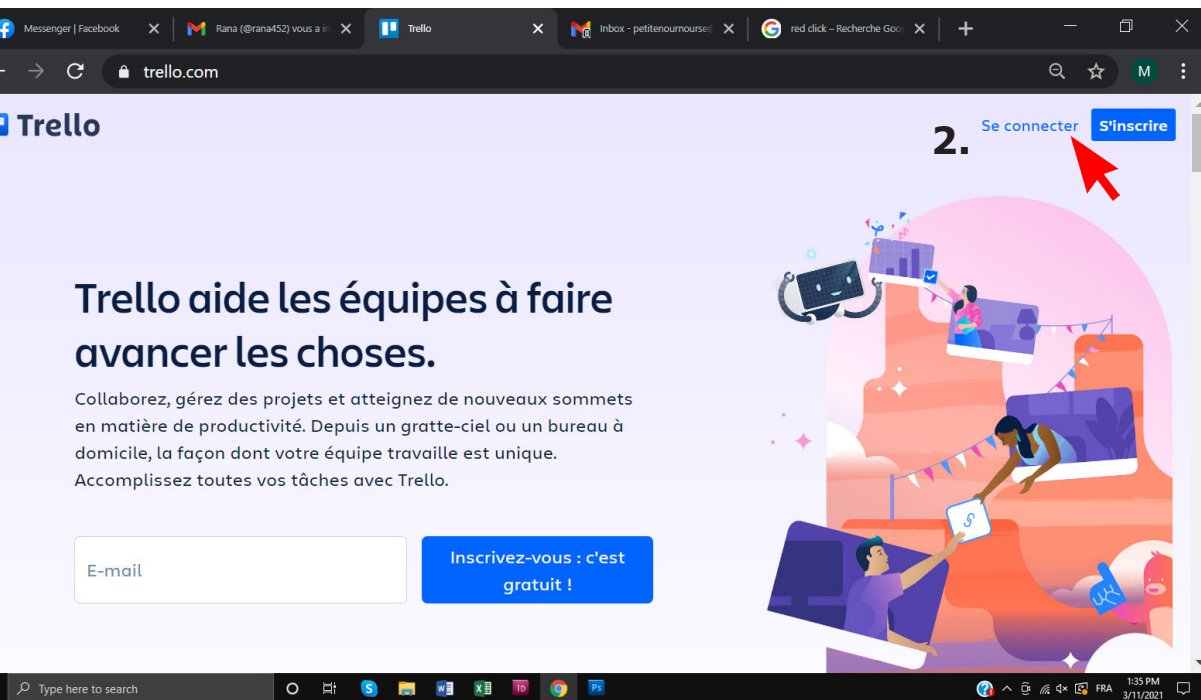 Messenger | Facebook
Rana (@rana452) vous a in
Trello
Inbox - petitenournourse
red click – Recherche Goo
trello.com
M
Trello
2.
Se connecter
S'inscrire
Trello aide les équipes à faire
avancer les choses.
Collaborez, gérez des projets et atteignez de nouveaux sommets
en matière de productivité. Depuis un gratte-ciel ou un bureau à
domicile, la façon dont votre équipe travaille est unique.
Accomplissez toutes vos tâches avec Trello.
E-mail
Inscrivez-vous : c'est
gratuit !
Type here to search
FRA
1:35 PM
3/11/2021